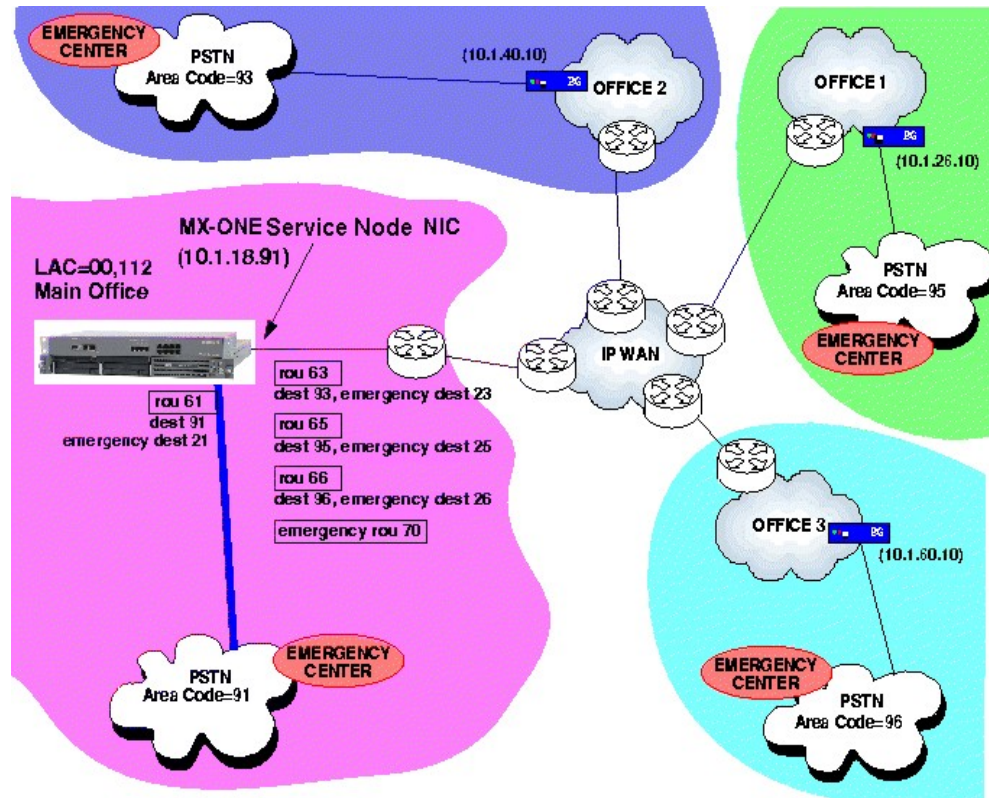 EMERGENCY
CENTER
PSTN
Area Code=93
(10.1.40.10)
BG
OFFICE 2
OFFICE 1
BG
(10.1.26.10)
PSTN
Area Code=95
EMERGENCY
CENTER
MX-ONE Service Node NIC
(10.1.18.91)
LAC=00,112
Main Office
rou 61
dest 91
emergency dest 21
rou 63
dest 93, emergency dest 23
rou 65
dest 95, emergency dest 25
rou 66
dest 96, emergency dest 26
emergency rou 70
IP WAN
OFFICE 3
BG
(10.1.60.10)
PSTN
Area Code=91
EMERGENCY
CENTER
EMERGENCY
CENTER
PSTN
Area Code=96